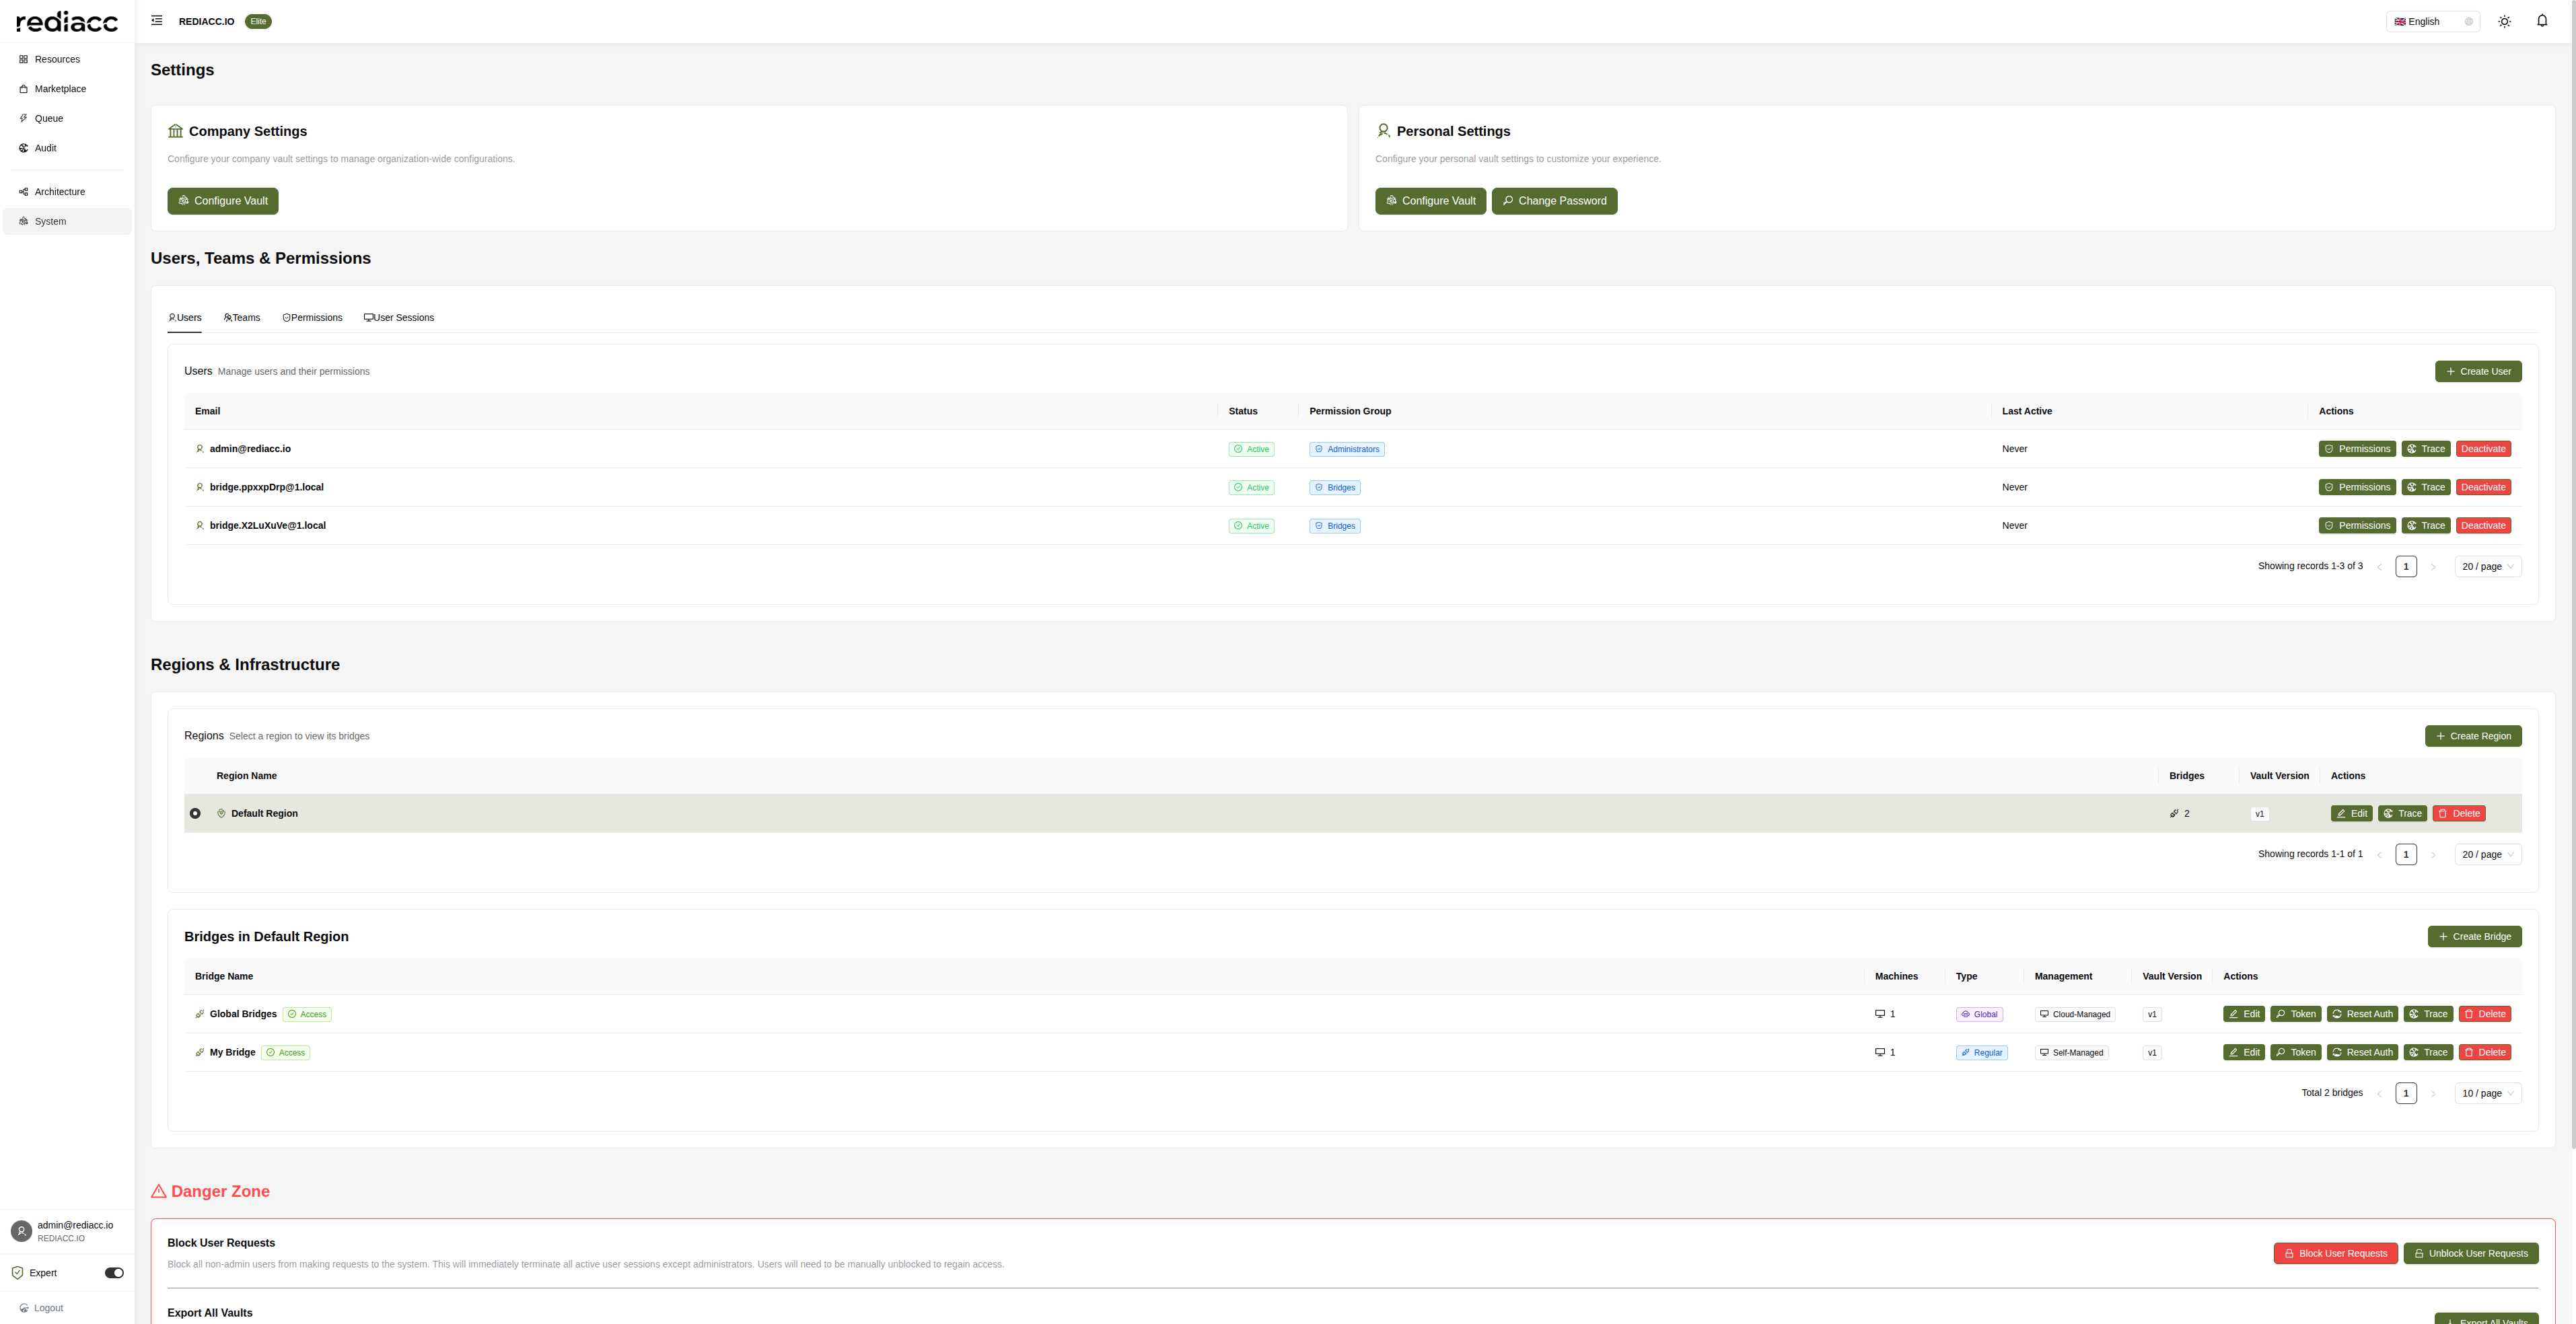 rediacc
REDIACC.IO Elite
English
Resources
Marketplace
Queue
Audit
Architecture
System
admin@rediacc.io
REDIACC.IO
Expert
Logout
Settings
Company Settings
Configure your company vault settings to manage organization-wide configurations.
Configure Vault
Personal Settings
Configure your personal vault settings to customize your experience.
Configure Vault Change Password
Users, Teams & Permissions
Users Teams Permissions User Sessions
Users Manage users and their permissions Create User
Email Status Permission Group Last Active Actions
admin@rediacc.io Active Administrators Never Permissions Trace Deactivate
bridge.ppxxpDrp@1.local Active Bridges Never Permissions Trace Deactivate
bridge.X2LuXuVe@1.local Active Bridges Never Permissions Trace Deactivate
Showing records 1-3 of 3 1 20 / page
Regions & Infrastructure
Regions Select a region to view its bridges Create Region
Region Name Bridges Vault Version Actions
Default Region 2 v1 Edit Trace Delete
Showing records 1-1 of 1 1 20 / page
Bridges in Default Region Create Bridge
Bridge Name Machines Type Management Vault Version Actions
Global Bridges Access 1 Global Cloud-Managed v1 Edit Token Reset Auth Trace Delete
My Bridge Access 1 Regular Self-Managed v1 Edit Token Reset Auth Trace Delete
Total 2 bridges 1 10 / page
Danger Zone
Block User Requests
Block all non-admin users from making requests to the system. This will immediately terminate all active user sessions except administrators. Users will need to be manually unblocked to regain access.
Block User Requests Unblock User Requests
Export All Vaults
Export All Vaults